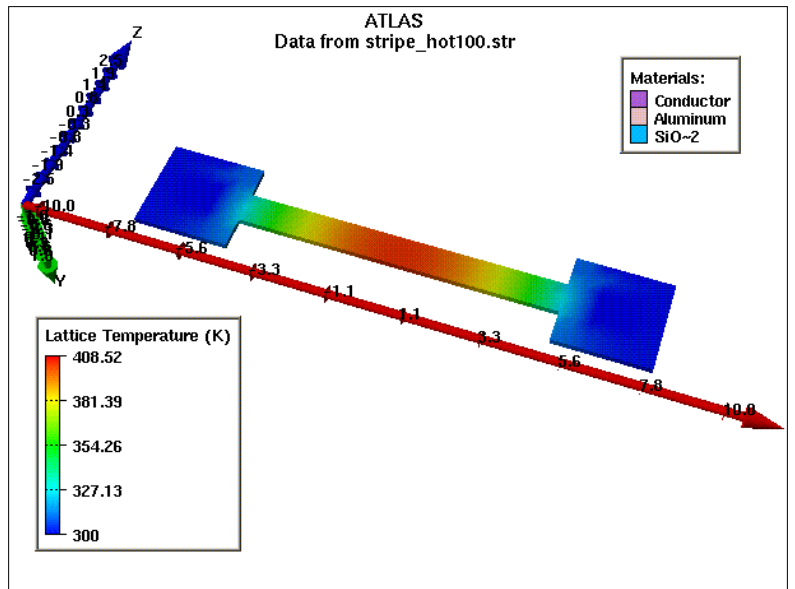 ATLAS
Data from stripe_hot100.str
Z
Materials:
Conductor
Aluminum
SiO~2
-10.0
-7.8
-5.6
-3.3
-1.1
1.1
3.3
5.6
7.8
10.0
Y
Lattice Temperature (K)
408.52
381.39
354.26
327.13
300